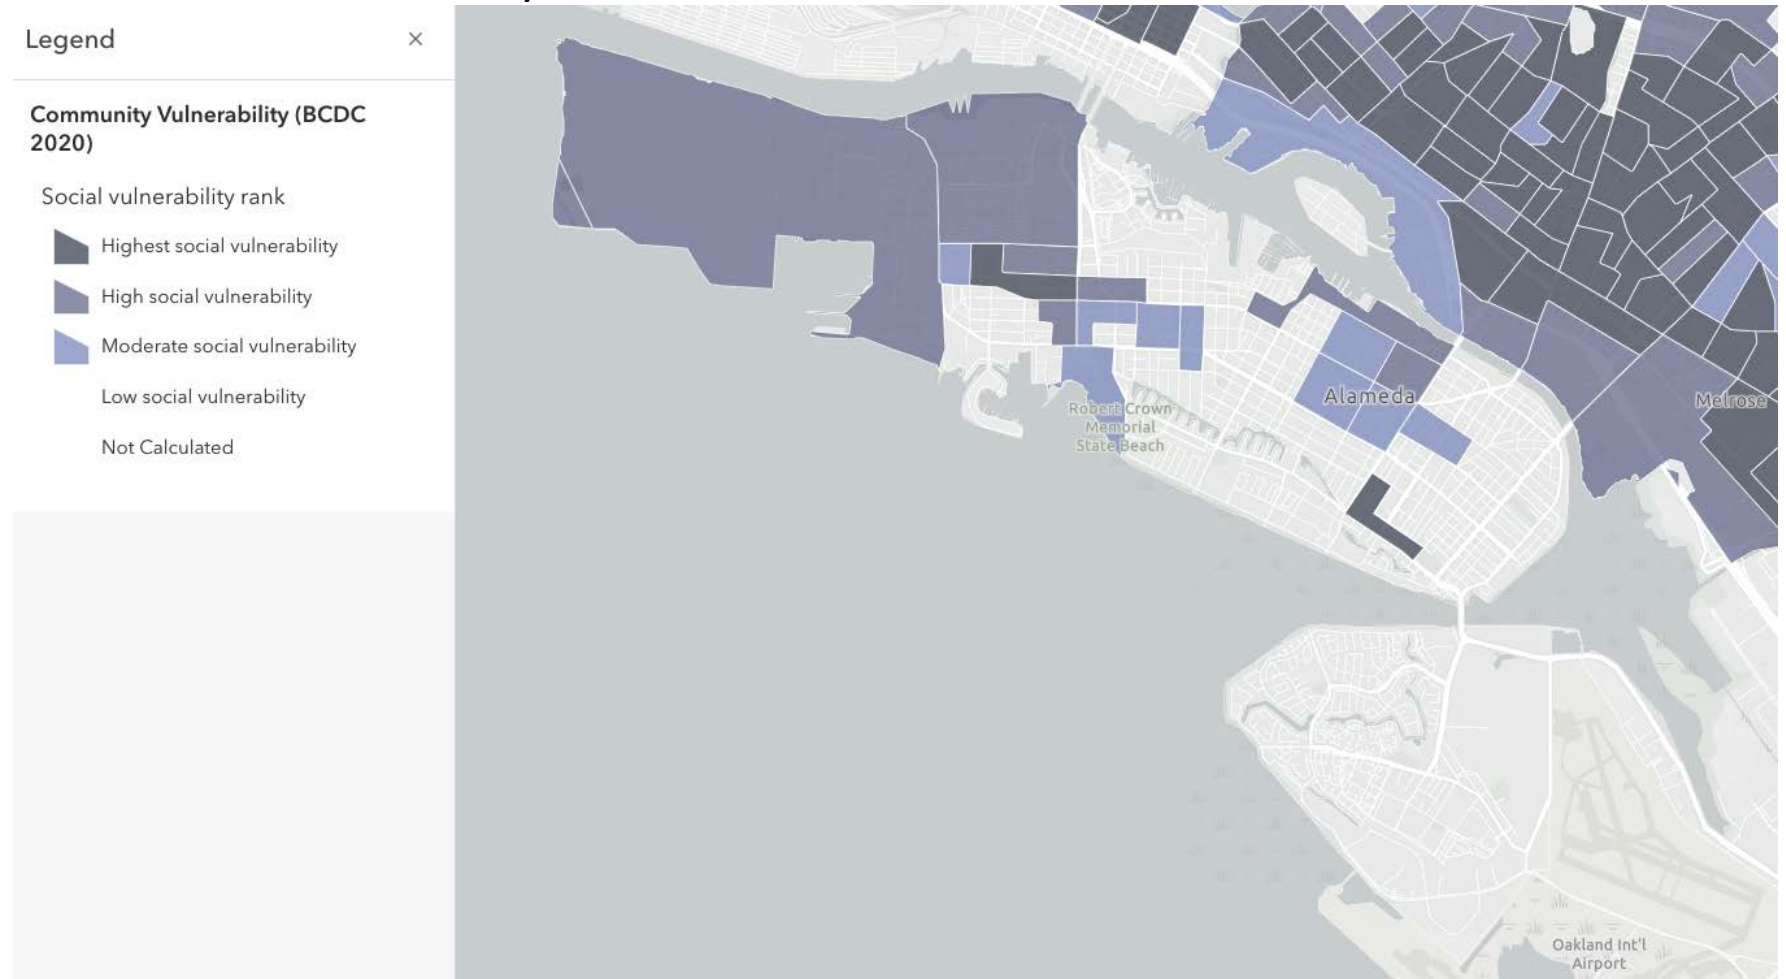 Legend
Community Vulnerability (BCDC
2020)
Social vulnerability rank
Highest social vulnerability
High social vulnerability
Moderate social vulnerability
Low social vulnerability
Not Calculated
Alameda
Melrose
Robert Crown
Memorial
State Beach
Oakland Int'l
Airport